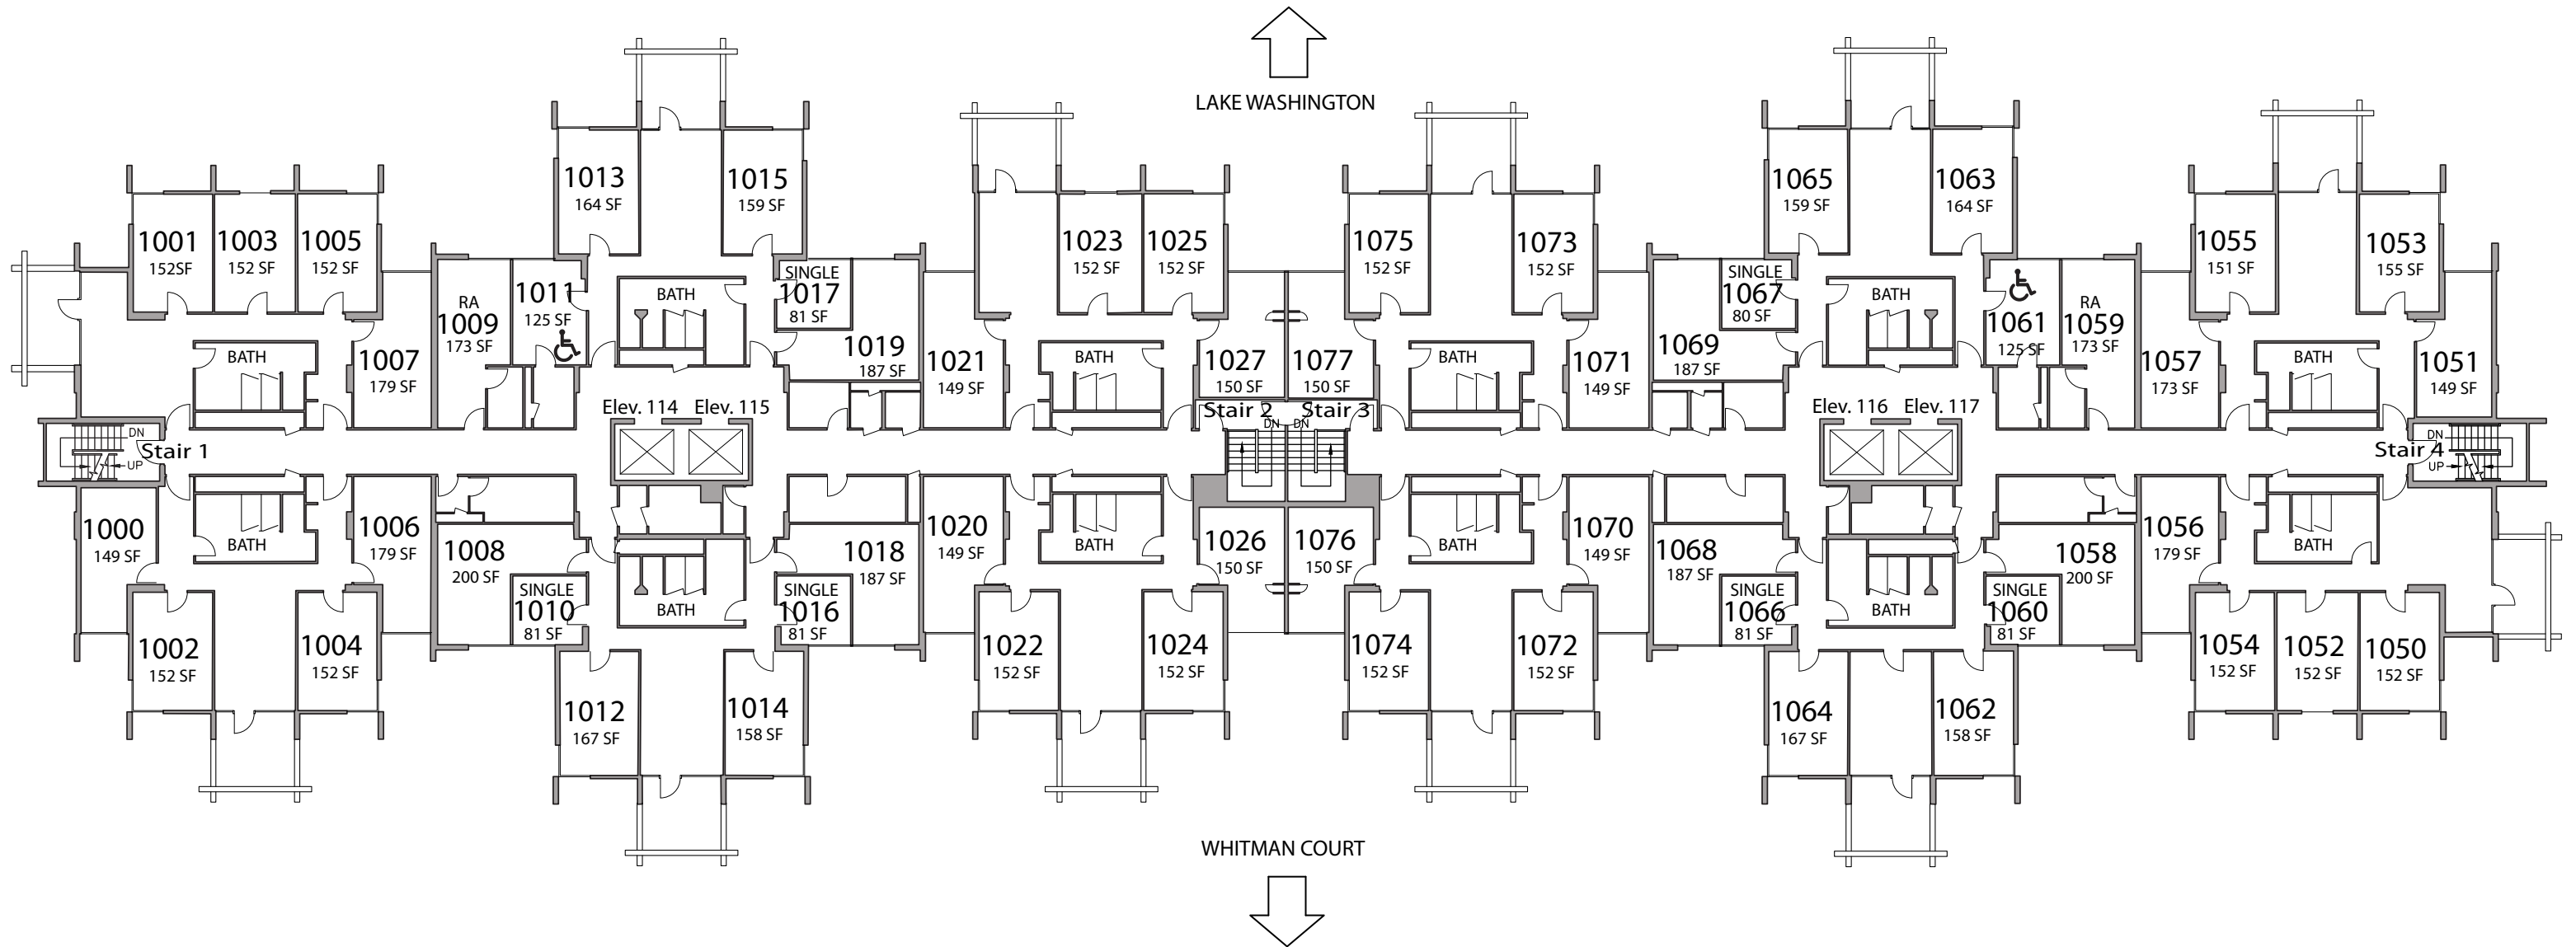 LAKE WASHINGTON
1013
164 SF
1015
159 SF
1065
159 SF
1063
164 SF
1001
152SF
1003
152 SF
1005
152 SF
1023
152 SF
1025
152 SF
1075
152 SF
1073
152 SF
1055
151 SF
1053
155 SF
RA
1009
173 SF
1011
125 SF
BATH
SINGLE
1017
81 SF
1019
187 SF
SINGLE
1067
80 SF
1069
187 SF
BATH
1061
125 SF
RA
1059
173 SF
BATH
1007
179 SF
1021
149 SF
BATH
1027
150 SF
1077
150 SF
BATH
1071
149 SF
1057
173 SF
BATH
1051
149 SF
Elev. 114
Elev. 115
Stair 2
Stair 3
DN
DN
Elev. 116
Elev. 117
DN
Stair 1
UP
DN
Stair 4
UP
1000
149 SF
BATH
1006
179 SF
1008
200 SF
SINGLE
1010
81 SF
BATH
SINGLE
1016
81 SF
1018
187 SF
1020
149 SF
BATH
1026
150 SF
1076
150 SF
BATH
1070
149 SF
1068
187 SF
SINGLE
1066
81 SF
BATH
SINGLE
1060
81 SF
1058
200 SF
1056
179 SF
BATH
1002
152 SF
1004
152 SF
1022
152 SF
1024
152 SF
1074
152 SF
1072
152 SF
1054
152 SF
1052
152 SF
1050
152 SF
1012
167 SF
1014
158 SF
1064
167 SF
1062
158 SF
WHITMAN COURT